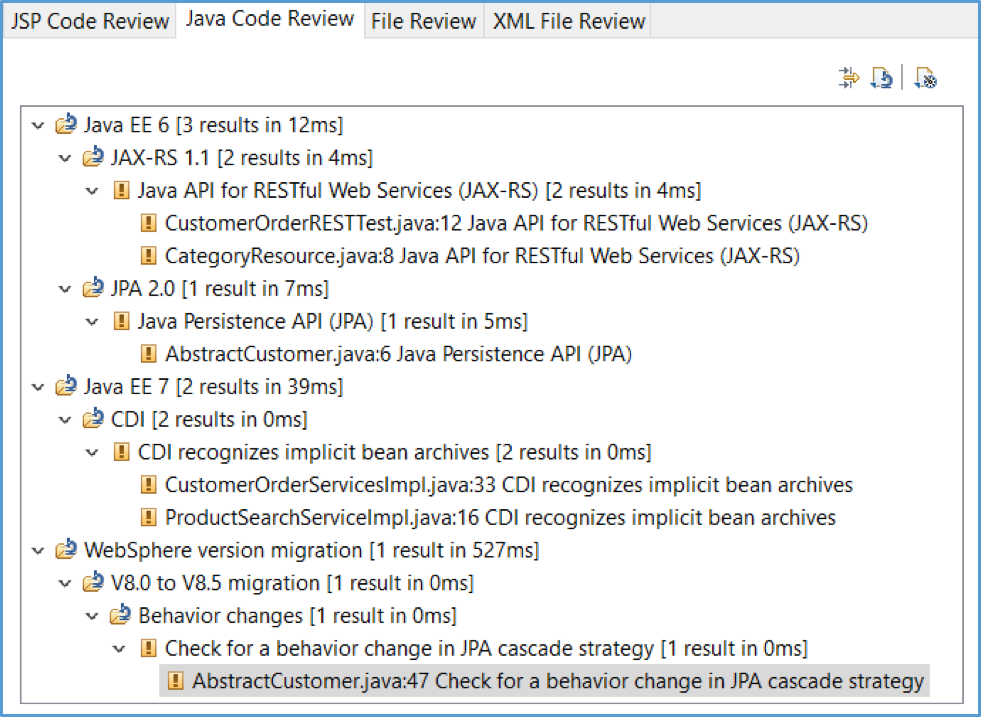 JSP Code Review Java Code Review File Review XML File Review
Java EE 6 [3 results in 12ms]
JAX-RS 1.1 [2 results in 4ms]
Java API for RESTful Web Services (JAX-RS) [2 results in 4ms]
CustomerOrderRESTTest.java:12 Java API for RESTful Web Services (JAX-RS)
CategoryResource.java:8 Java API for RESTful Web Services (JAX-RS)
JPA 2.0 [1 result in 7ms]
Java Persistence API (JPA) [1 result in 5ms]
AbstractCustomer.java:6 Java Persistence API (JPA)
Java EE 7 [2 results in 39ms]
CDI [2 results in 0ms]
CDI recognizes implicit bean archives [2 results in 0ms]
CustomerOrderServicesImpl.java:33 CDI recognizes implicit bean archives
ProductSearchServiceImpl.java:16 CDI recognizes implicit bean archives
WebSphere version migration [1 result in 527ms]
V8.0 to V8.5 migration [1 result in 0ms]
Behavior changes [1 result in 0ms]
Check for a behavior change in JPA cascade strategy [1 result in 0ms]
AbstractCustomer.java:47 Check for a behavior change in JPA cascade strategy